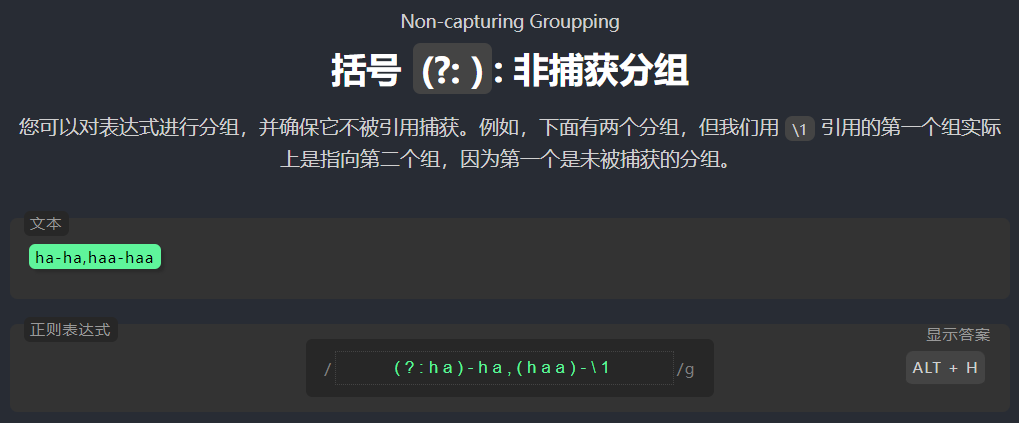 Non-capturing Groupping
括号 (?: ): 非捕获分组
您可以对表达式进行分组，并确保它不被引用捕获。例如，下面有两个分组，但我们用 \1 引用的第一个组实际
上是指向第二个组，因为第一个是未被捕获的分组。
文本
ha-ha,haa-haa
正则表达式
显示答案
/(?:ha)-ha,(haa)-\1/g
ALT + H